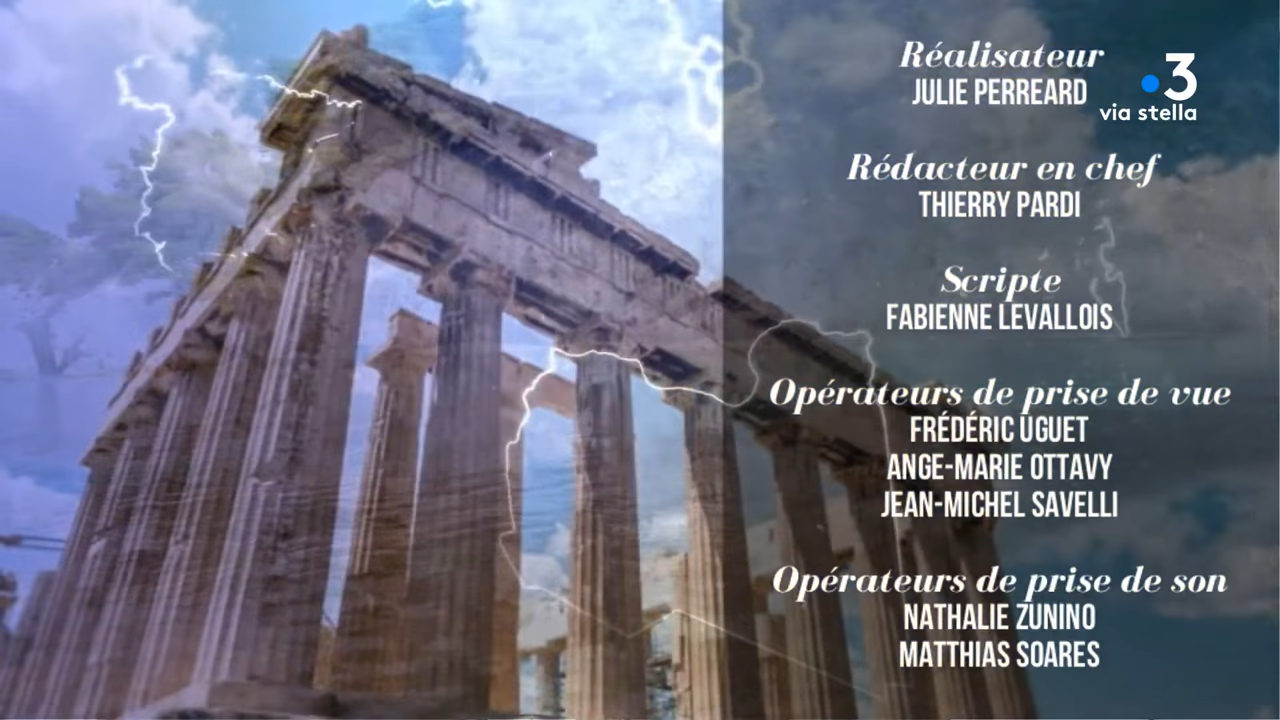 Réalisateur
JULIE PERREARD
3
via stella
Rédacteur en chef
THIERRY PARDI
Scripte
FABIENNE LEVALLOIS
Opérateurs de prise de vue
FRÉDÉRIC UGUET
ANGE-MARIE OTTAVY
JEAN-MICHEL SAVELLI
Opérateurs de prise de son
NATHALIE ZUNINO
MATTHIAS SOARES